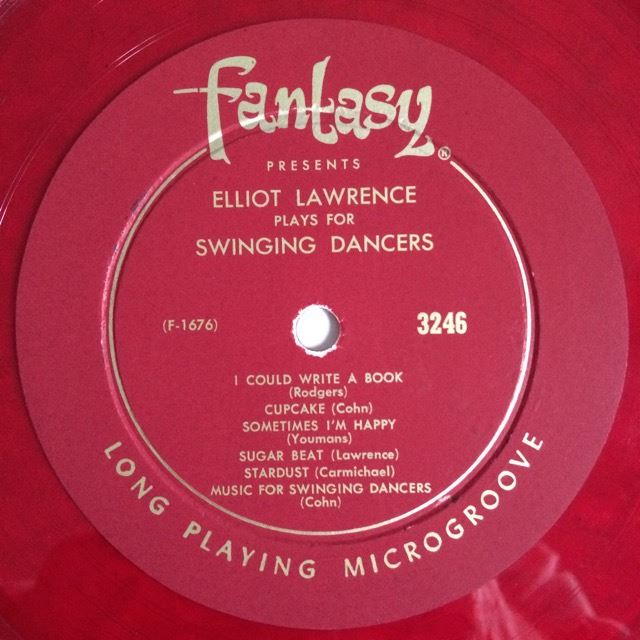 Fantasy®
PRESENTS
ELLIOT LAWRENCE
PLAYS FOR
SWINGING DANCERS
(F-1676) 3246
I COULD WRITE A BOOK
(Rodgers)
CUPCAKE (Cohn)
SOMETIMES I'M HAPPY
(Youmans)
SUGAR BEAT (Lawrence)
STARDUST (Carmichael)
MUSIC FOR SWINGING DANCERS
(Cohn)
LONG PLAYING MICROGROOVE